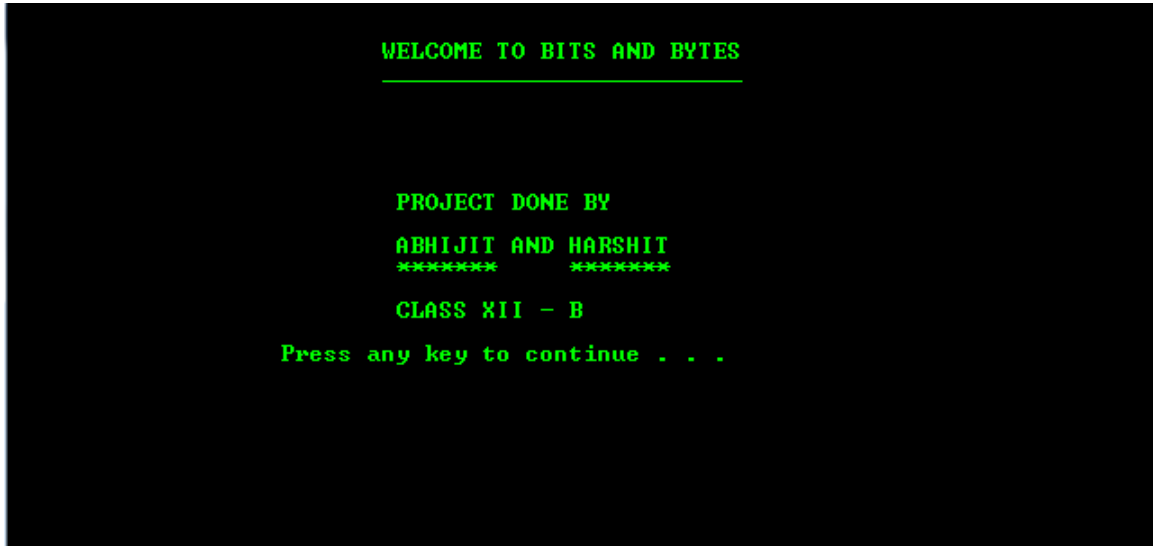 WELCOME TO BITS AND BYTES
PROJECT DONE BY
ABHIJIT AND HARSHIT
******* *******
CLASS XII - B
Press any key to continue . . .